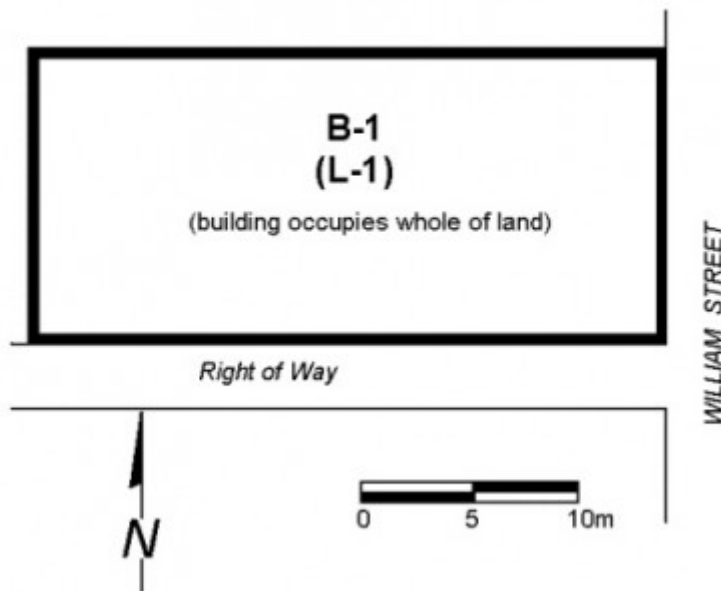 B-1
(L-1)
(building occupies whole of land)
WILLIAM STREET
Right of Way
0 5 10m
N